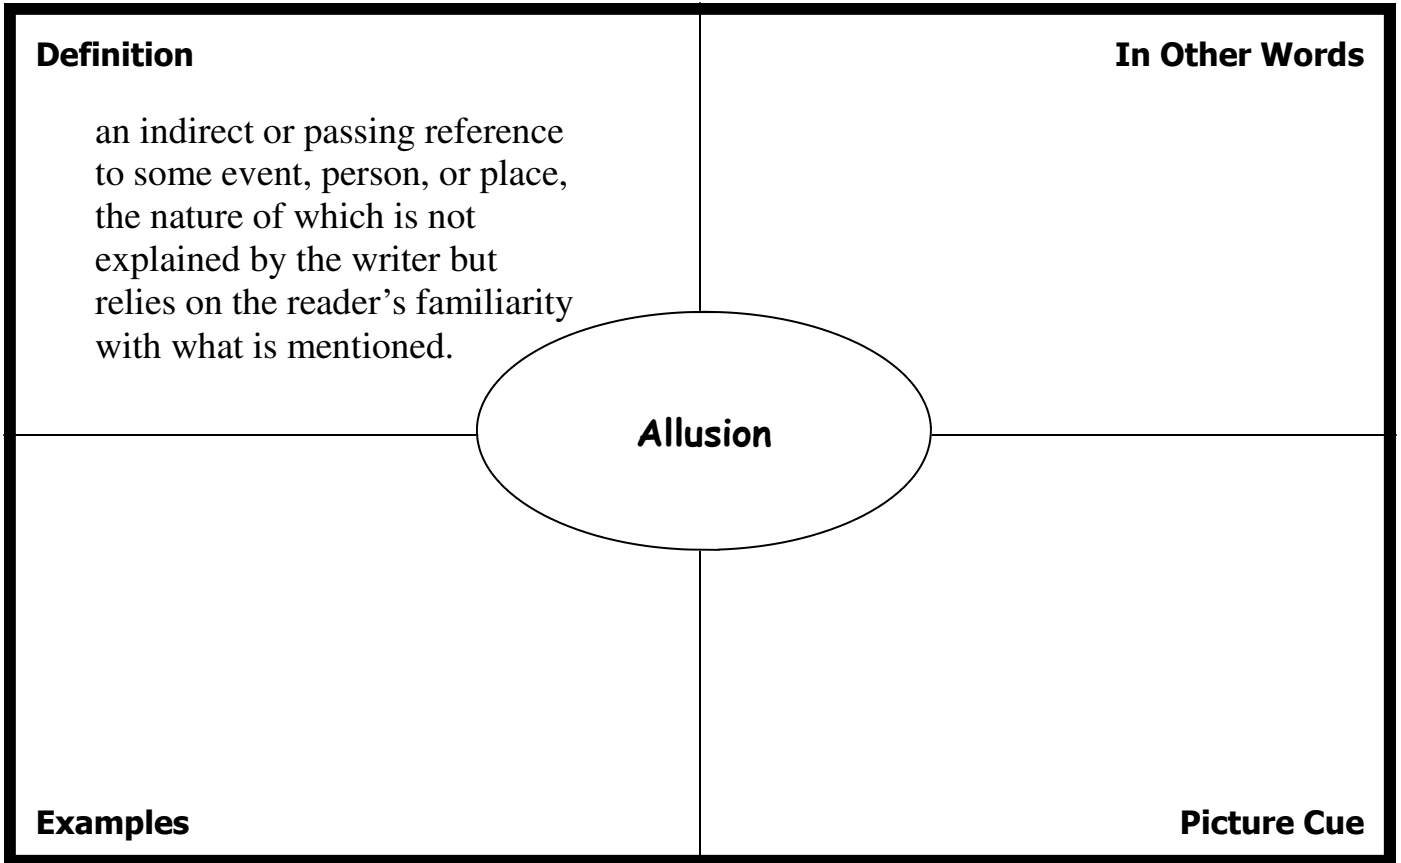 Definition
In Other Words
an indirect or passing reference
to some event, person, or place,
the nature of which is not
explained by the writer but
relies on the reader’s familiarity
with what is mentioned.
Allusion
Examples
Picture Cue